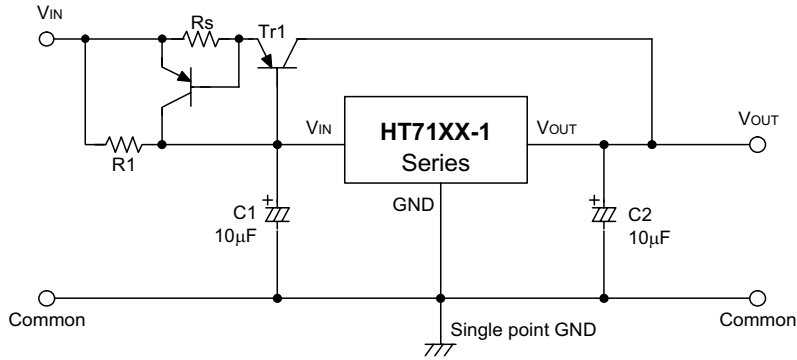 VIN
Rs
Tr1
R1
VIN
HT71XX-1
Series
VOUT
VOUT
GND
C1
10μF
+
C2
10μF
+
Common
Single point GND
Common